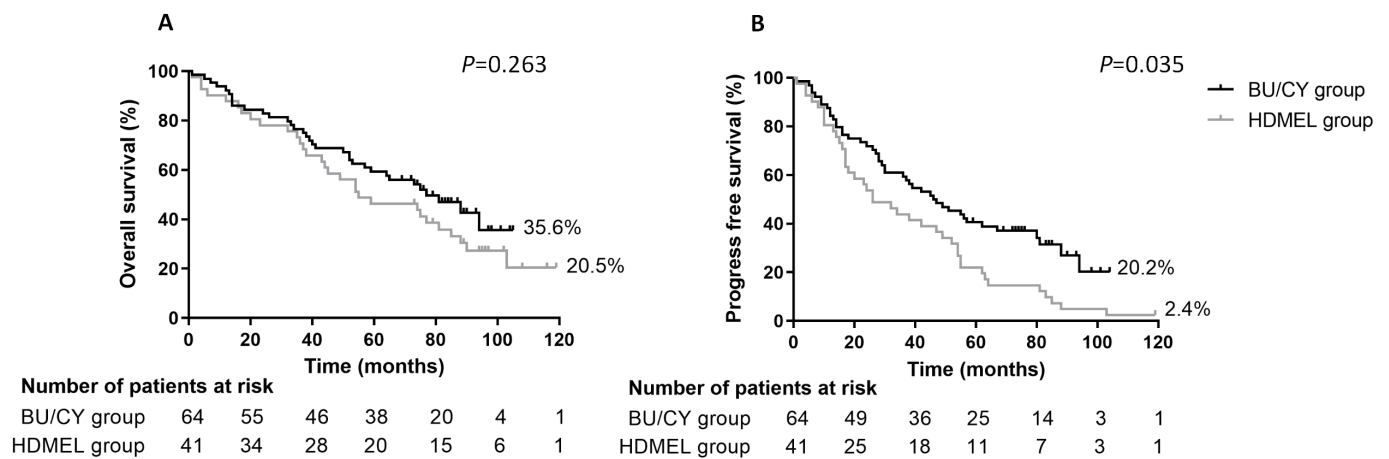 A
P=0.263
Overall survival (%)
100
80
60
40
20
0
35.6%
20.5%
0 20 40 60 80 100 120
Time (months)
Number of patients at risk
BU/CY group 64 55 46 38 20 4 1
HDMEL group 41 34 28 20 15 6 1
B
P=0.035
Progress free survival (%)
100
80
60
40
20
0
20.2%
2.4%
0 20 40 60 80 100 120
Time (months)
BU/CY group
HDMEL group
Number of patients at risk
BU/CY group 64 49 36 25 14 3 1
HDMEL group 41 25 18 11 7 3 1